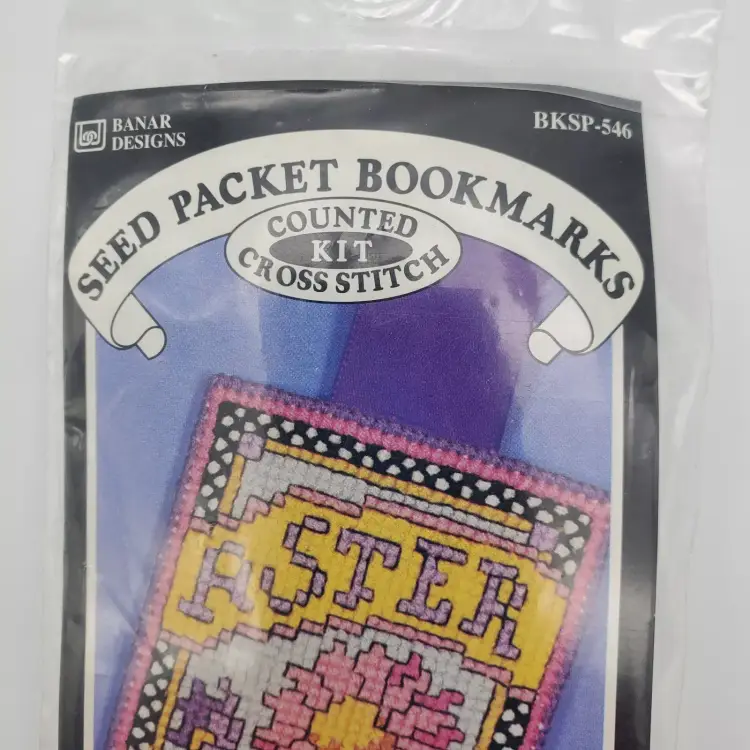 BANAR
DESIGNS
BKSP-546
SEED PACKET BOOKMARKS
COUNTED
KIT
CROSS STITCH
ASTER